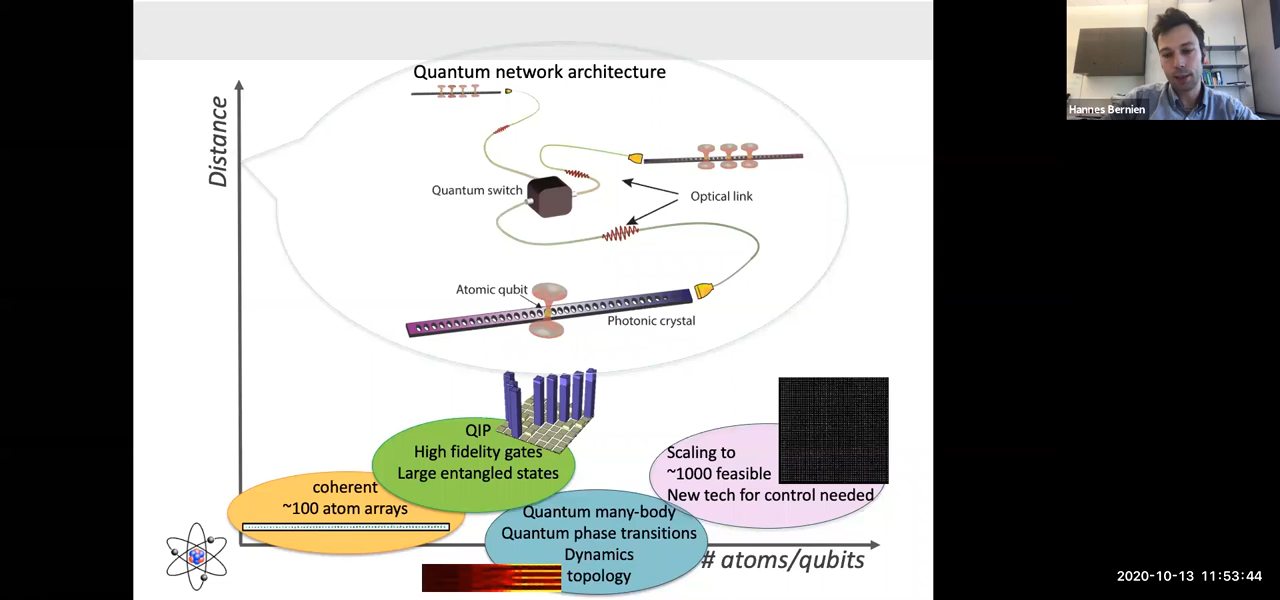 Quantum network architecture
Distance
Quantum switch
Optical link
Atomic qubit
Photonic crystal
QIP
High fidelity gates
Large entangled states
Scaling to
~1000 feasible
New tech for control needed
coherent
~100 atom arrays
Quantum many-body
Quantum phase transitions
Dynamics
topology
# atoms/qubits
Hannes Bernien
2020-10-13 11:53:44